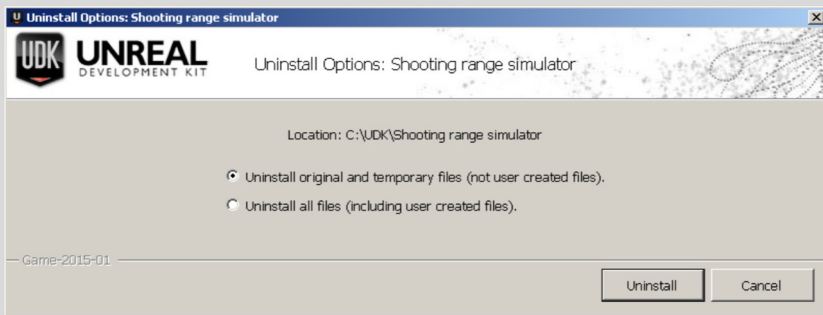 Uninstall Options: Shooting range simulator
UDK UNREAL
DEVELOPMENT KIT
Uninstall Options: Shooting range simulator
Location: C:\UDK\Shooting range simulator
Uninstall original and temporary files (not user created files).
Uninstall all files (including user created files).
Game-2015-01
Uninstall Cancel